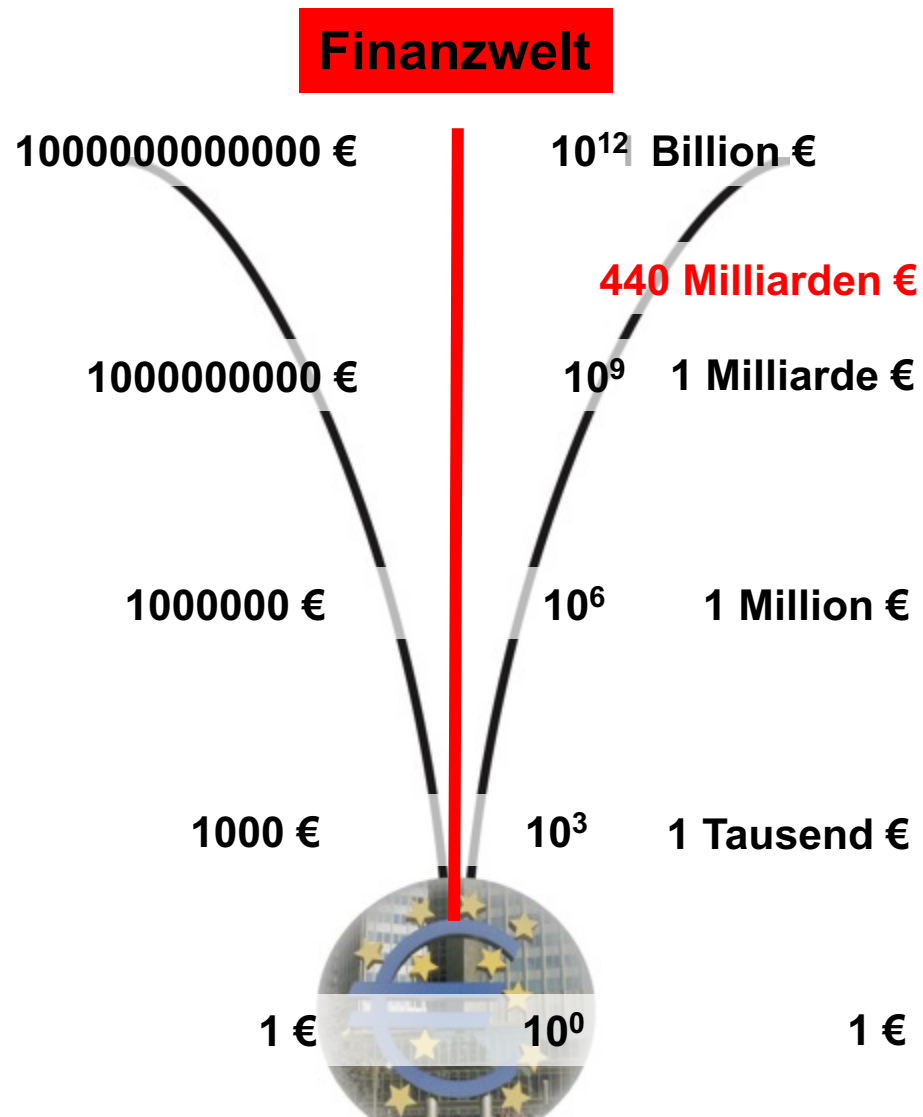 Finanzwelt
1000000000000 € 10¹² 1 Billion €
440 Milliarden €
1000000000 € 10⁹ 1 Milliarde €
1000000 € 10⁶ 1 Million €
1000 € 10³ 1 Tausend €
1 € 10⁰ 1 €